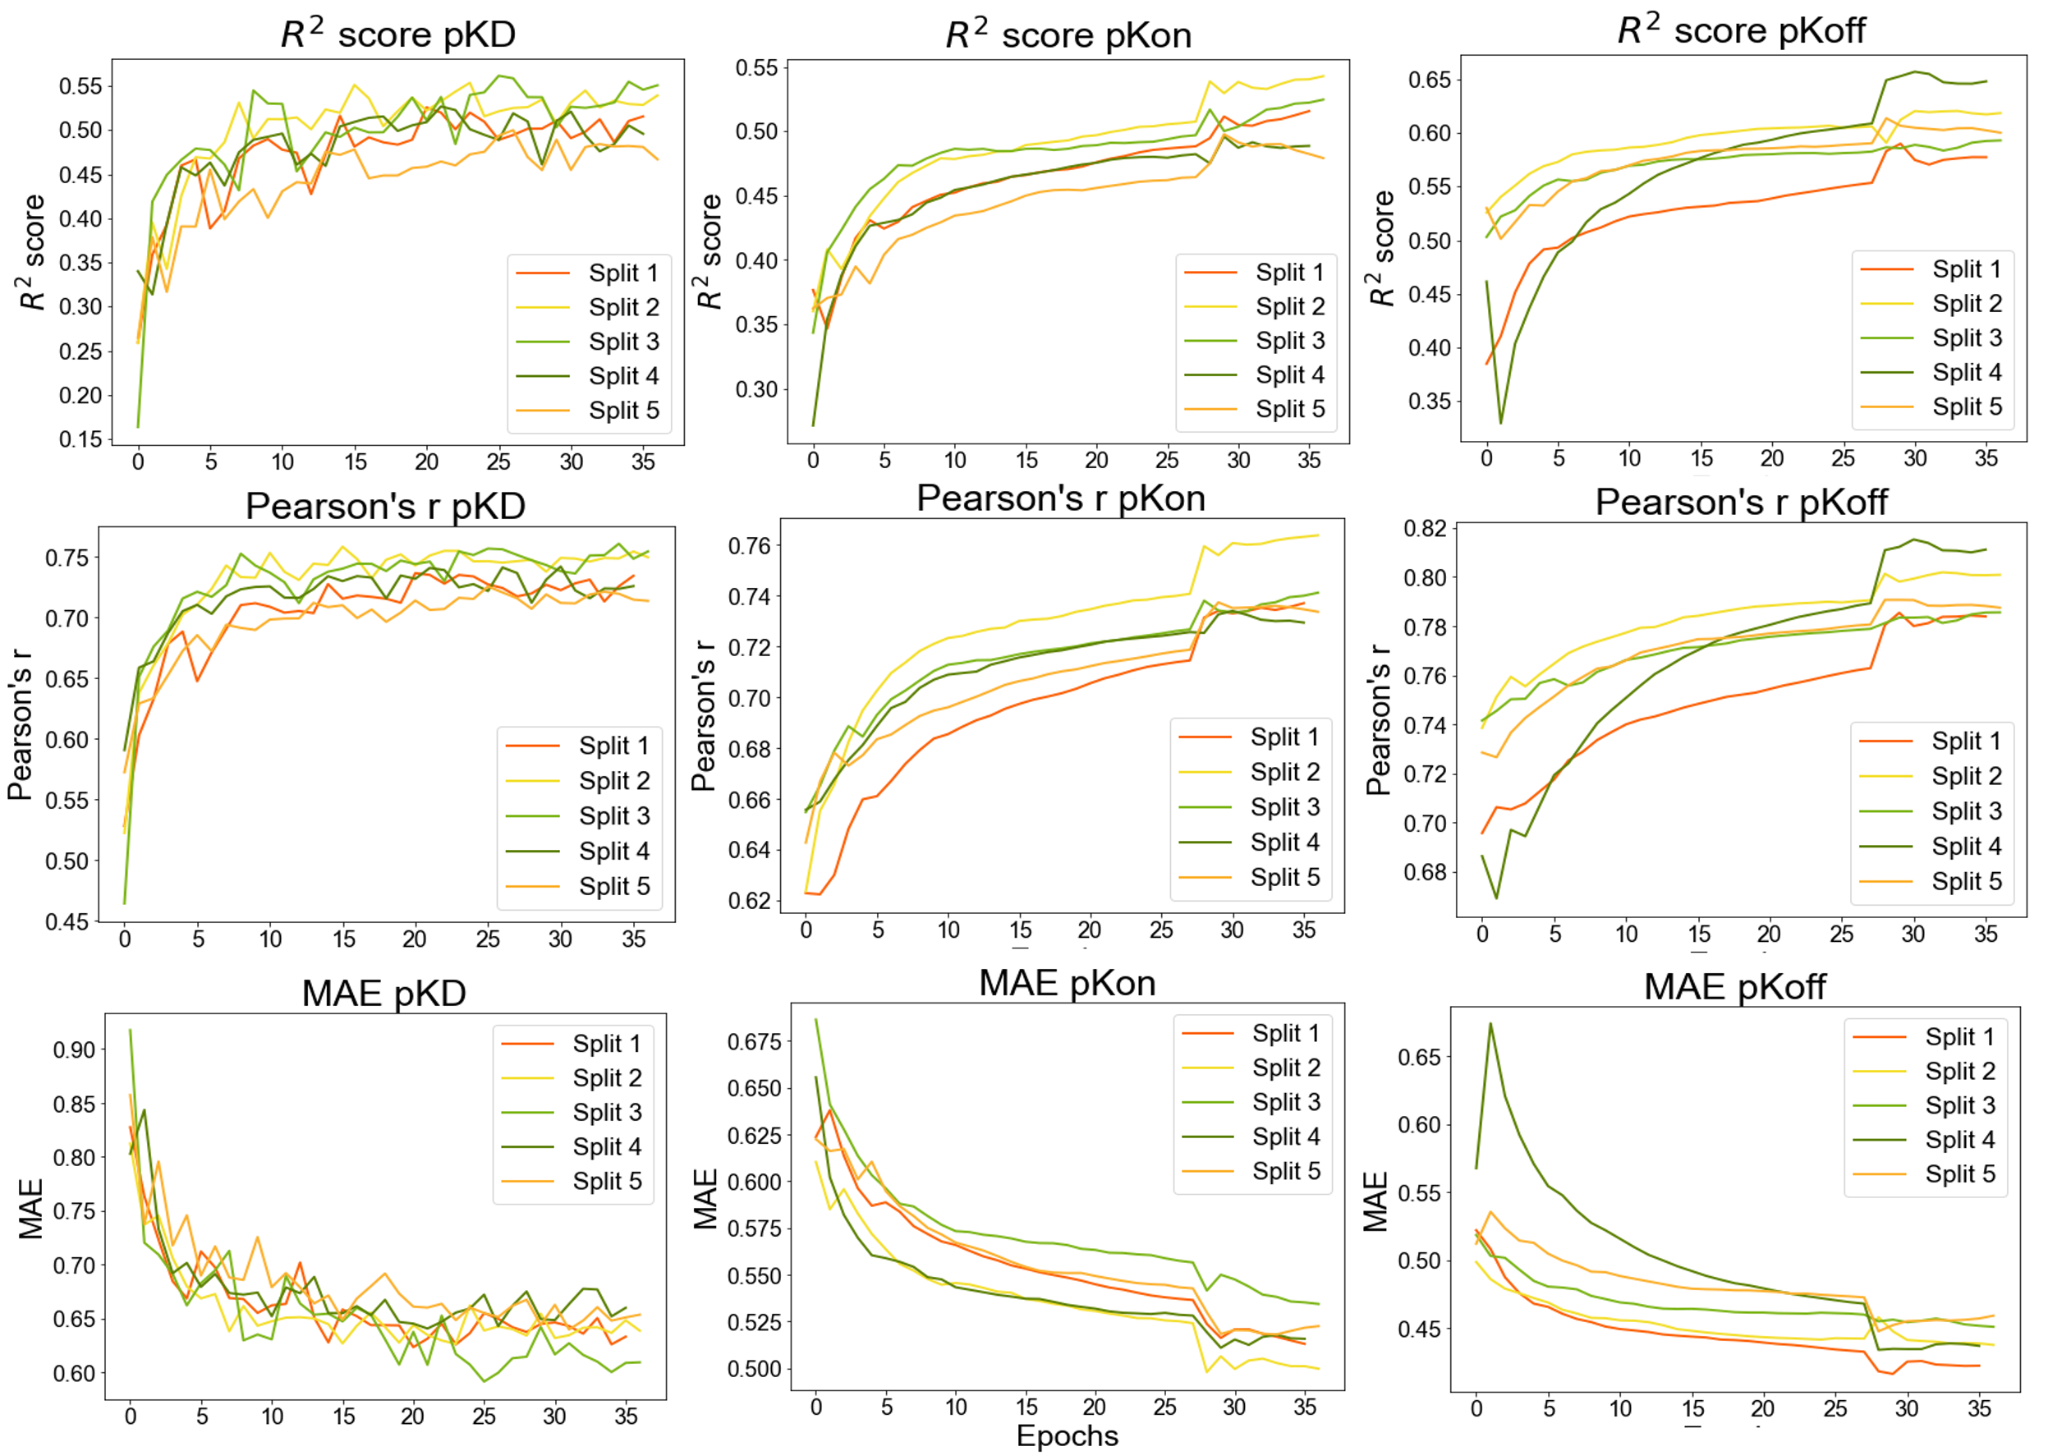 R² score pKD
R² score
0.55
0.50
0.45
0.40
0.35
0.30
0.25
0.20
0.15
Split 1
Split 2
Split 3
Split 4
Split 5
0 5 10 15 20 25 30 35
R² score pKon
R² score
0.55
0.50
0.45
0.40
0.35
0.30
Split 1
Split 2
Split 3
Split 4
Split 5
0 5 10 15 20 25 30 35
R² score pKoff
R² score
0.65
0.60
0.55
0.50
0.45
0.40
0.35
Split 1
Split 2
Split 3
Split 4
Split 5
0 5 10 15 20 25 30 35
Pearson's r pKD
Pearson's r
0.75
0.70
0.65
0.60
0.55
0.50
0.45
Split 1
Split 2
Split 3
Split 4
Split 5
0 5 10 15 20 25 30 35
Pearson's r pKon
Pearson's r
0.76
0.74
0.72
0.70
0.68
0.66
0.64
0.62
Split 1
Split 2
Split 3
Split 4
Split 5
0 5 10 15 20 25 30 35
Pearson's r pKoff
Pearson's r
0.82
0.80
0.78
0.76
0.74
0.72
0.70
0.68
Split 1
Split 2
Split 3
Split 4
Split 5
0 5 10 15 20 25 30 35
MAE pKD
MAE
0.90
0.85
0.80
0.75
0.70
0.65
0.60
Split 1
Split 2
Split 3
Split 4
Split 5
0 5 10 15 20 25 30 35
MAE pKon
MAE
0.675
0.650
0.625
0.600
0.575
0.550
0.525
0.500
Split 1
Split 2
Split 3
Split 4
Split 5
0 5 10 15 20 25 30 35
Epochs
MAE pKoff
MAE
0.65
0.60
0.55
0.50
0.45
Split 1
Split 2
Split 3
Split 4
Split 5
0 5 10 15 20 25 30 35